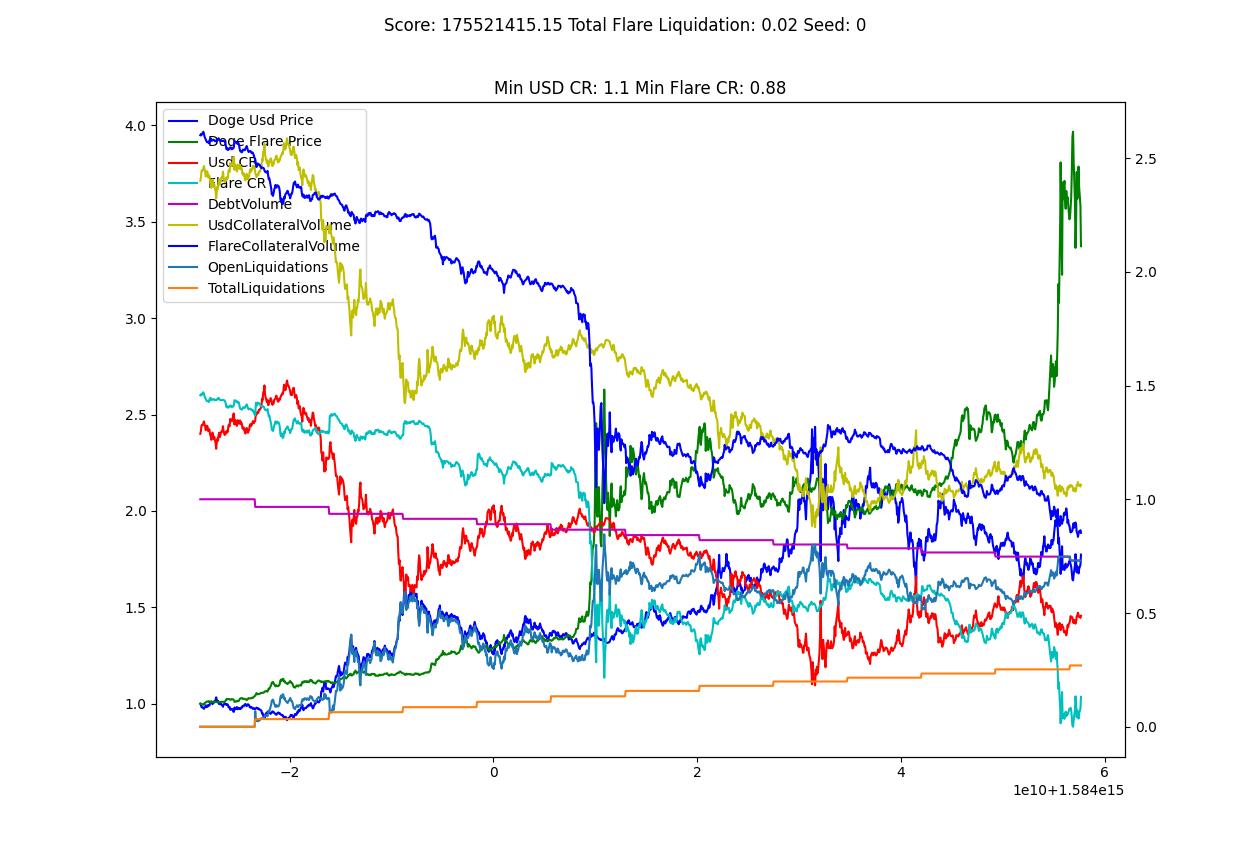 Score: 175521415.15 Total Flare Liquidation: 0.02 Seed: 0
Min USD CR: 1.1 Min Flare CR: 0.88
Doge Usd Price
Doge Flare Price
Usd CR
Flare CR
DebtVolume
UsdCollateralVolume
FlareCollateralVolume
OpenLiquidations
TotalLiquidations
4.0
3.5
3.0
2.5
2.0
1.5
1.0
2.5
2.0
1.5
1.0
0.5
0.0
−2 0 2 4 6
1e10+1.584e15